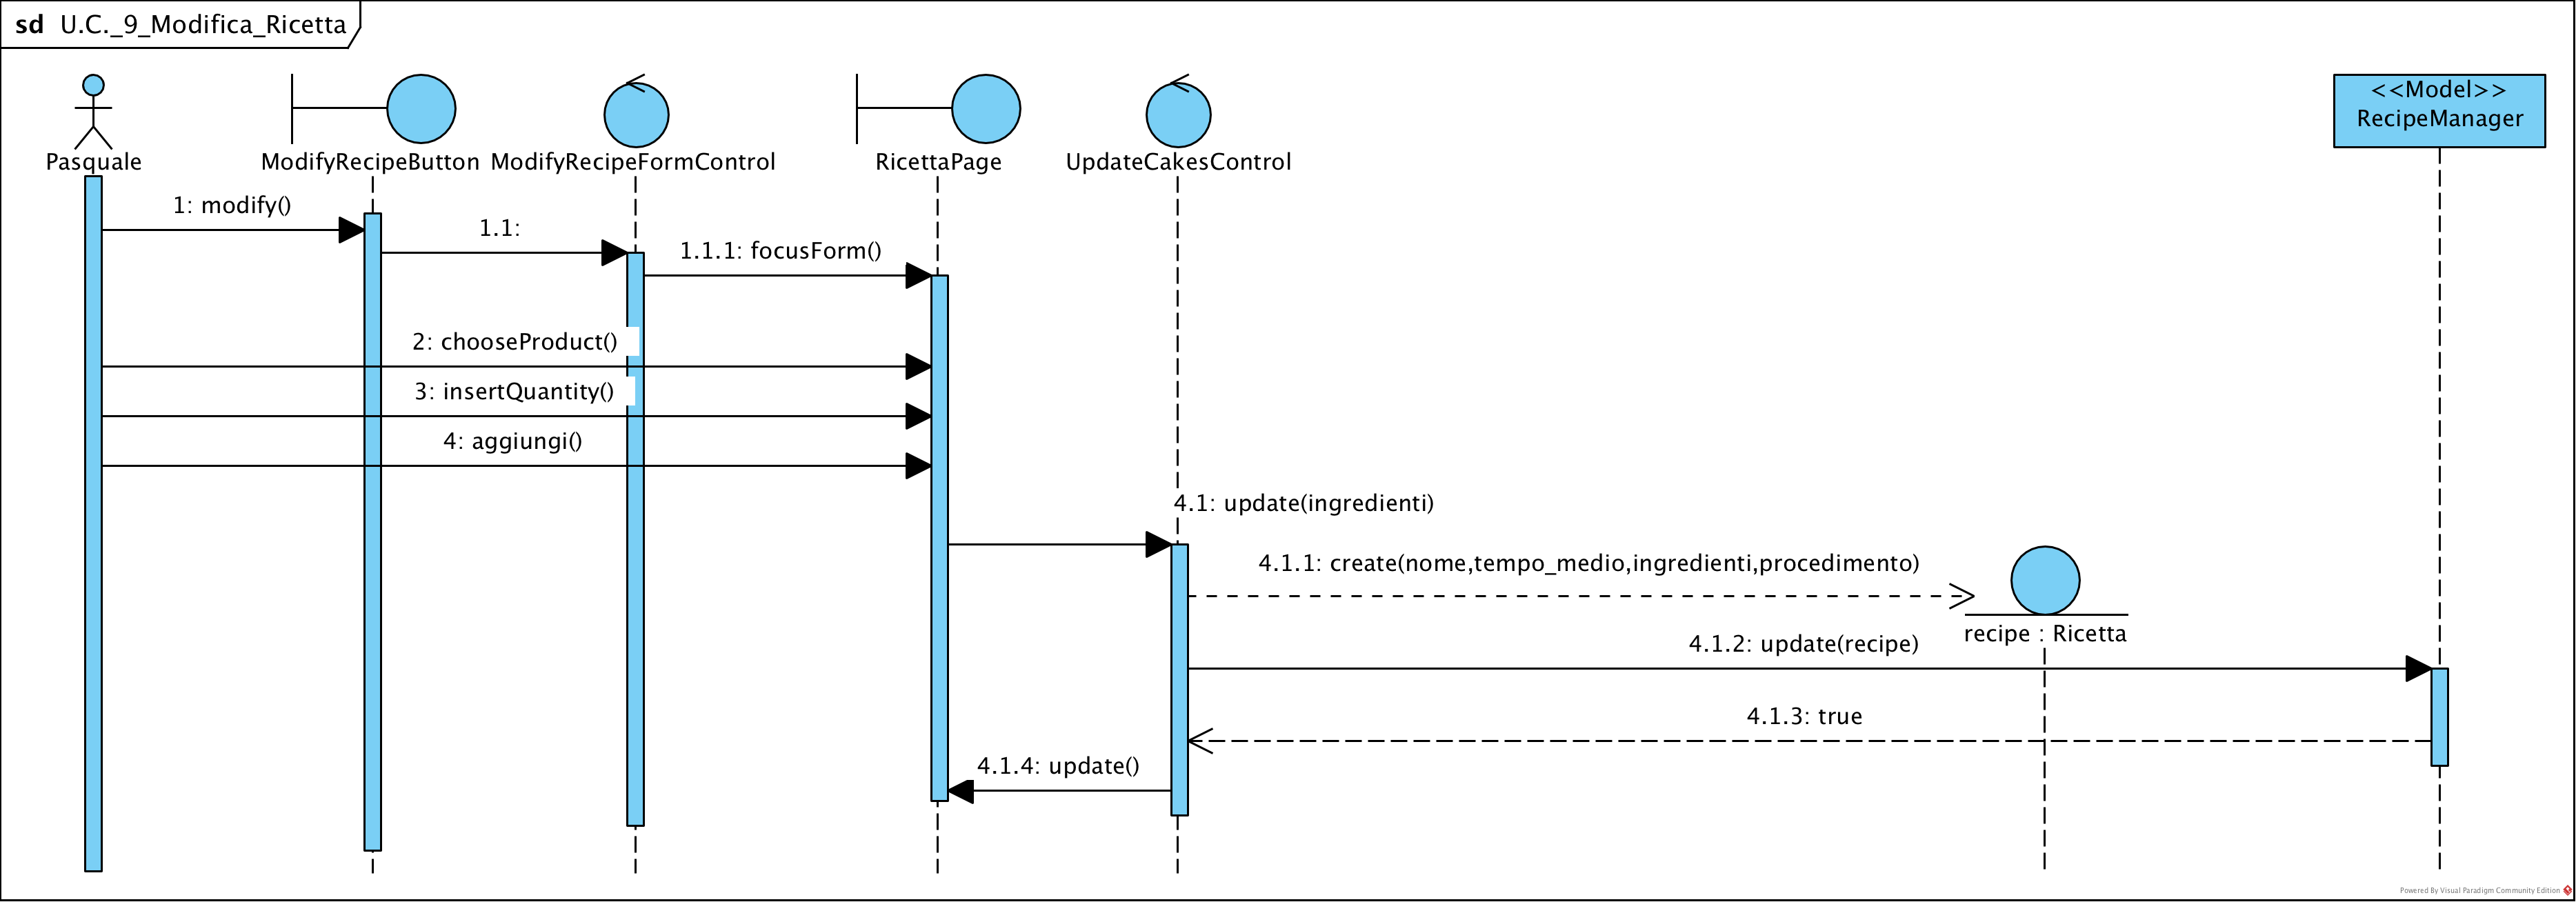 sd U.C._9_Modifica_Ricetta
<<Model>>
RecipeManager
Pasquale
ModifyRecipeButton
ModifyRecipeFormControl
RicettaPage
UpdateCakesControl
1: modify()
1.1:
1.1.1: focusForm()
2: chooseProduct()
3: insertQuantity()
4: aggiungi()
4.1: update(ingredienti)
4.1.1: create(nome,tempo_medio,ingredienti,procedimento)
recipe : Ricetta
4.1.2: update(recipe)
4.1.3: true
4.1.4: update()
Powered By Visual Paradigm Community Edition